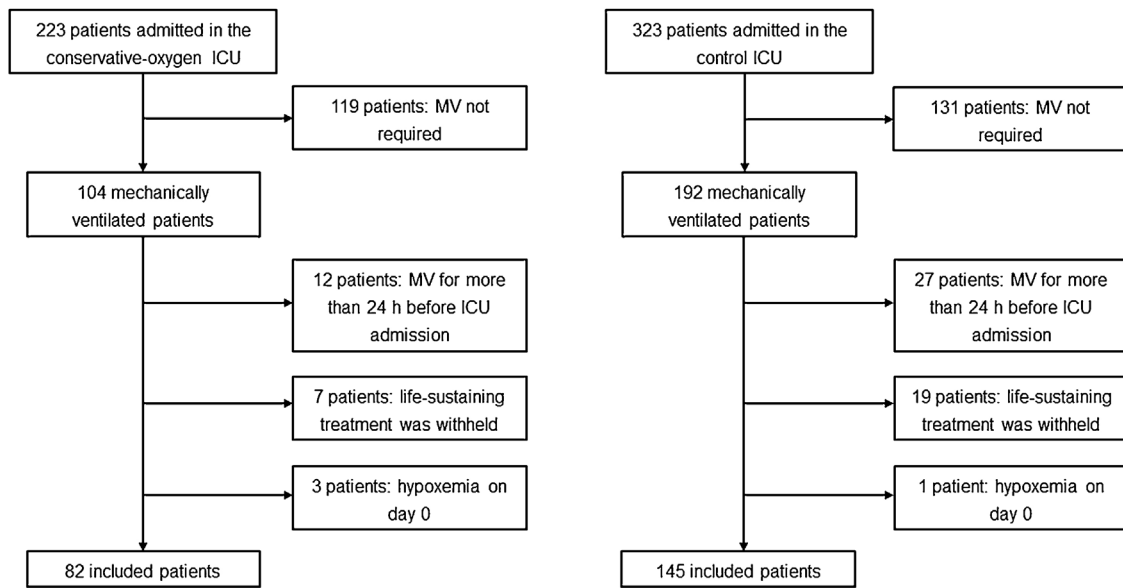 223 patients admitted in the
conservative-oxygen ICU
119 patients: MV not
required
104 mechanically
ventilated patients
12 patients: MV for more
than 24 h before ICU
admission
7 patients: life-sustaining
treatment was withheld
3 patients: hypoxemia on
day 0
82 included patients
323 patients admitted in the
control ICU
131 patients: MV not
required
192 mechanically
ventilated patients
27 patients: MV for more
than 24 h before ICU
admission
19 patients: life-sustaining
treatment was withheld
1 patient: hypoxemia on
day 0
145 included patients